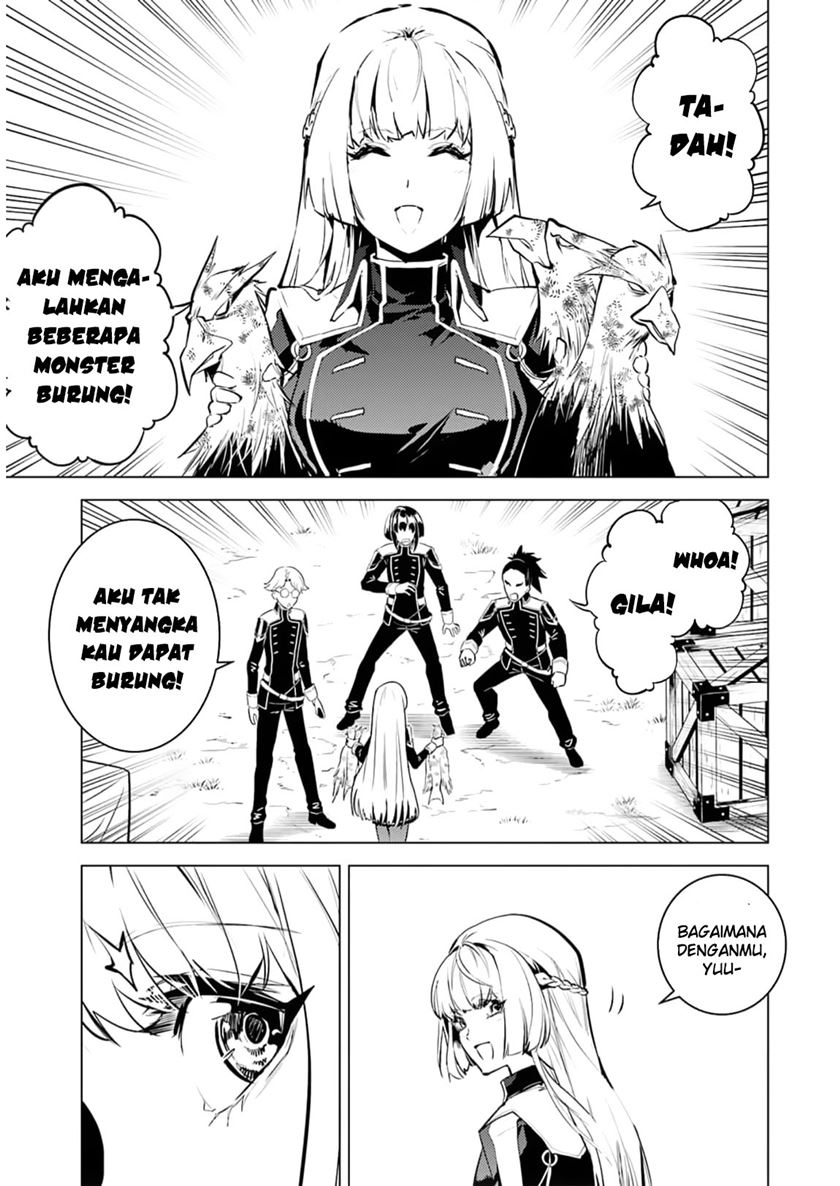 TA-
DAH!
AKU MENGA-
LAHKAN
BEBERAPA
MONSTER
BURUNG!
WHOA!
GILA!
AKU TAK
MENYANGKA
KAU DAPAT
BURUNG!
BAGAIMANA
DENGANMU,
YUU-